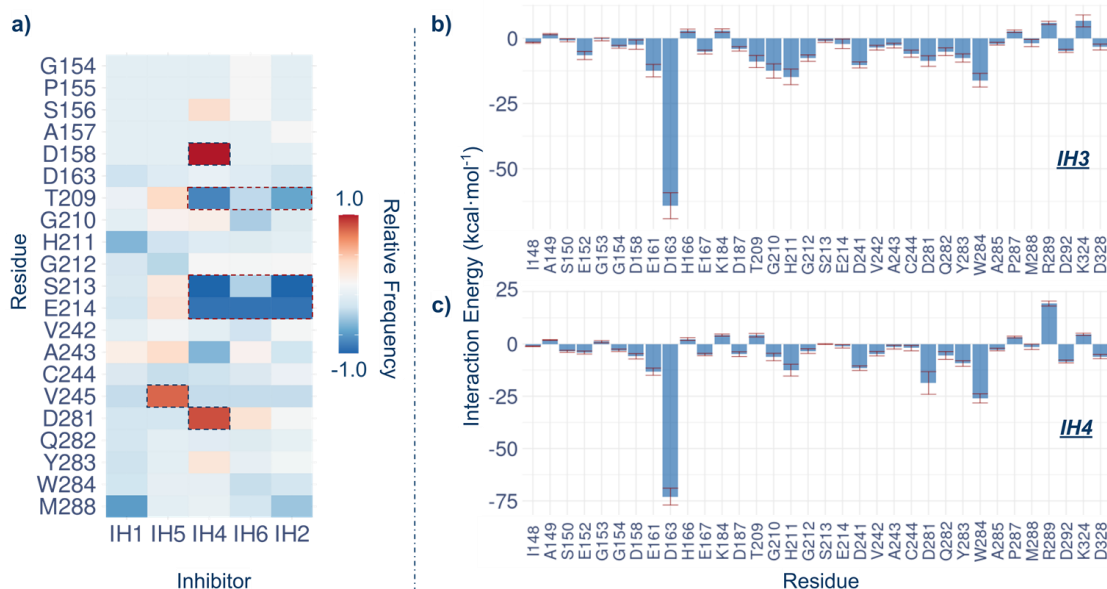 a)
G154
P155
S156
A157
D158
D163
T209
G210
H211
G212
S213
E214
V242
A243
C244
V245
D281
Q282
Y283
W284
M288
Residue
IH1 IH5 IH4 IH6 IH2
Inhibitor
1.0
-1.0
Relative Frequency
b)
0
-25
-50
IH3
I148 A149 S150 E152 G153 G154 D158 E161 D163 H166 E167 K184 D187 T209 G210 H211 G212 S213 E214 D241 V242 A243 C244 D281 Q282 Y283 W284 A285 P287 M288 R289 D292 K324 D328
c)
Interaction Energy (kcal·mol⁻¹)
25
0
-25
-50
-75
IH4
I148 A149 S150 E152 G153 G154 D158 E161 D163 H166 E167 K184 D187 T209 G210 H211 G212 S213 E214 D241 V242 A243 C244 D281 Q282 Y283 W284 A285 P287 M288 R289 D292 K324 D328
Residue